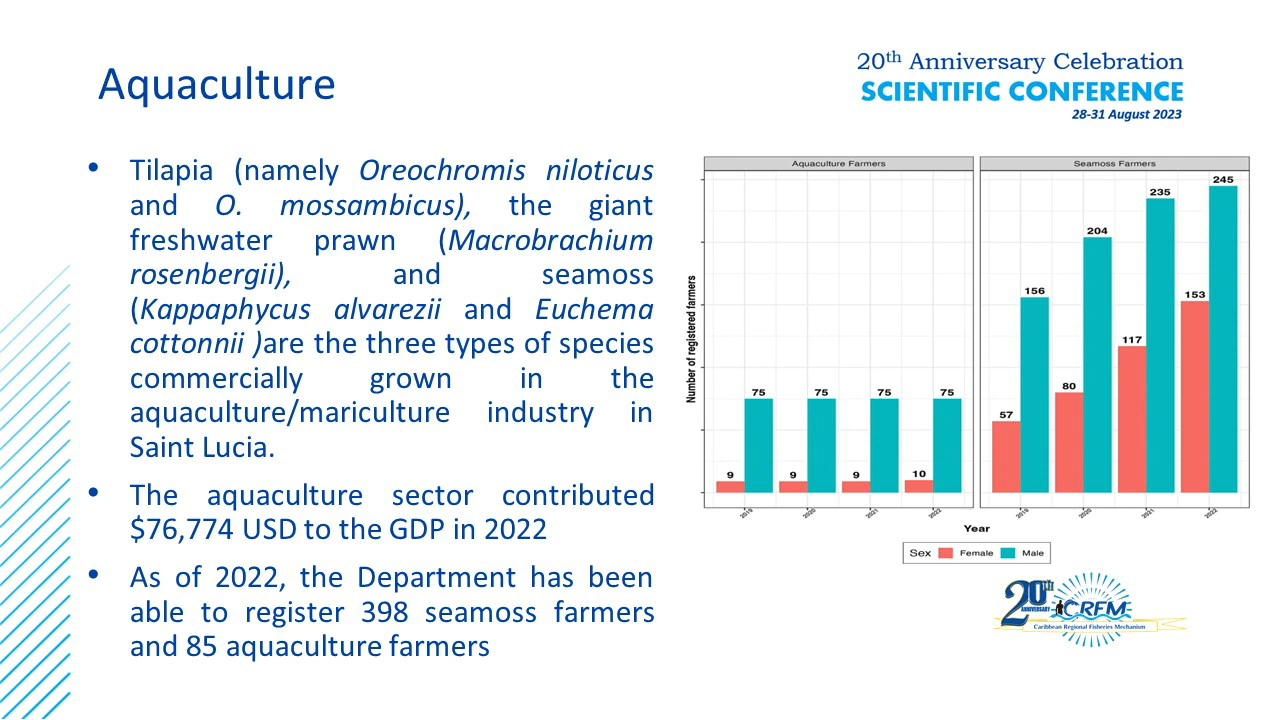 Aquaculture
20th Anniversary Celebration
SCIENTIFIC CONFERENCE
28-31 August 2023
• Tilapia (namely Oreochromis niloticus
and O. mossambicus), the giant
freshwater prawn (Macrobrachium
rosenbergii), and seamoss
(Kappaphycus alvarezii and Euchema
cottonnii )are the three types of species
commercially grown in the
aquaculture/mariculture industry in
Saint Lucia.
• The aquaculture sector contributed
$76,774 USD to the GDP in 2022
• As of 2022, the Department has been
able to register 398 seamoss farmers
and 85 aquaculture farmers
Number of registered farmers
Aquaculture Farmers
9 75 9 75 9 75 10 75
2019 2020 2021 2022
Seamoss Farmers
57 156 80 204 117 235 153 245
2019 2020 2021 2022
Year
Sex Female Male
20TH
ANNIVERSARY
CRFM
Caribbean Regional Fisheries Mechanism